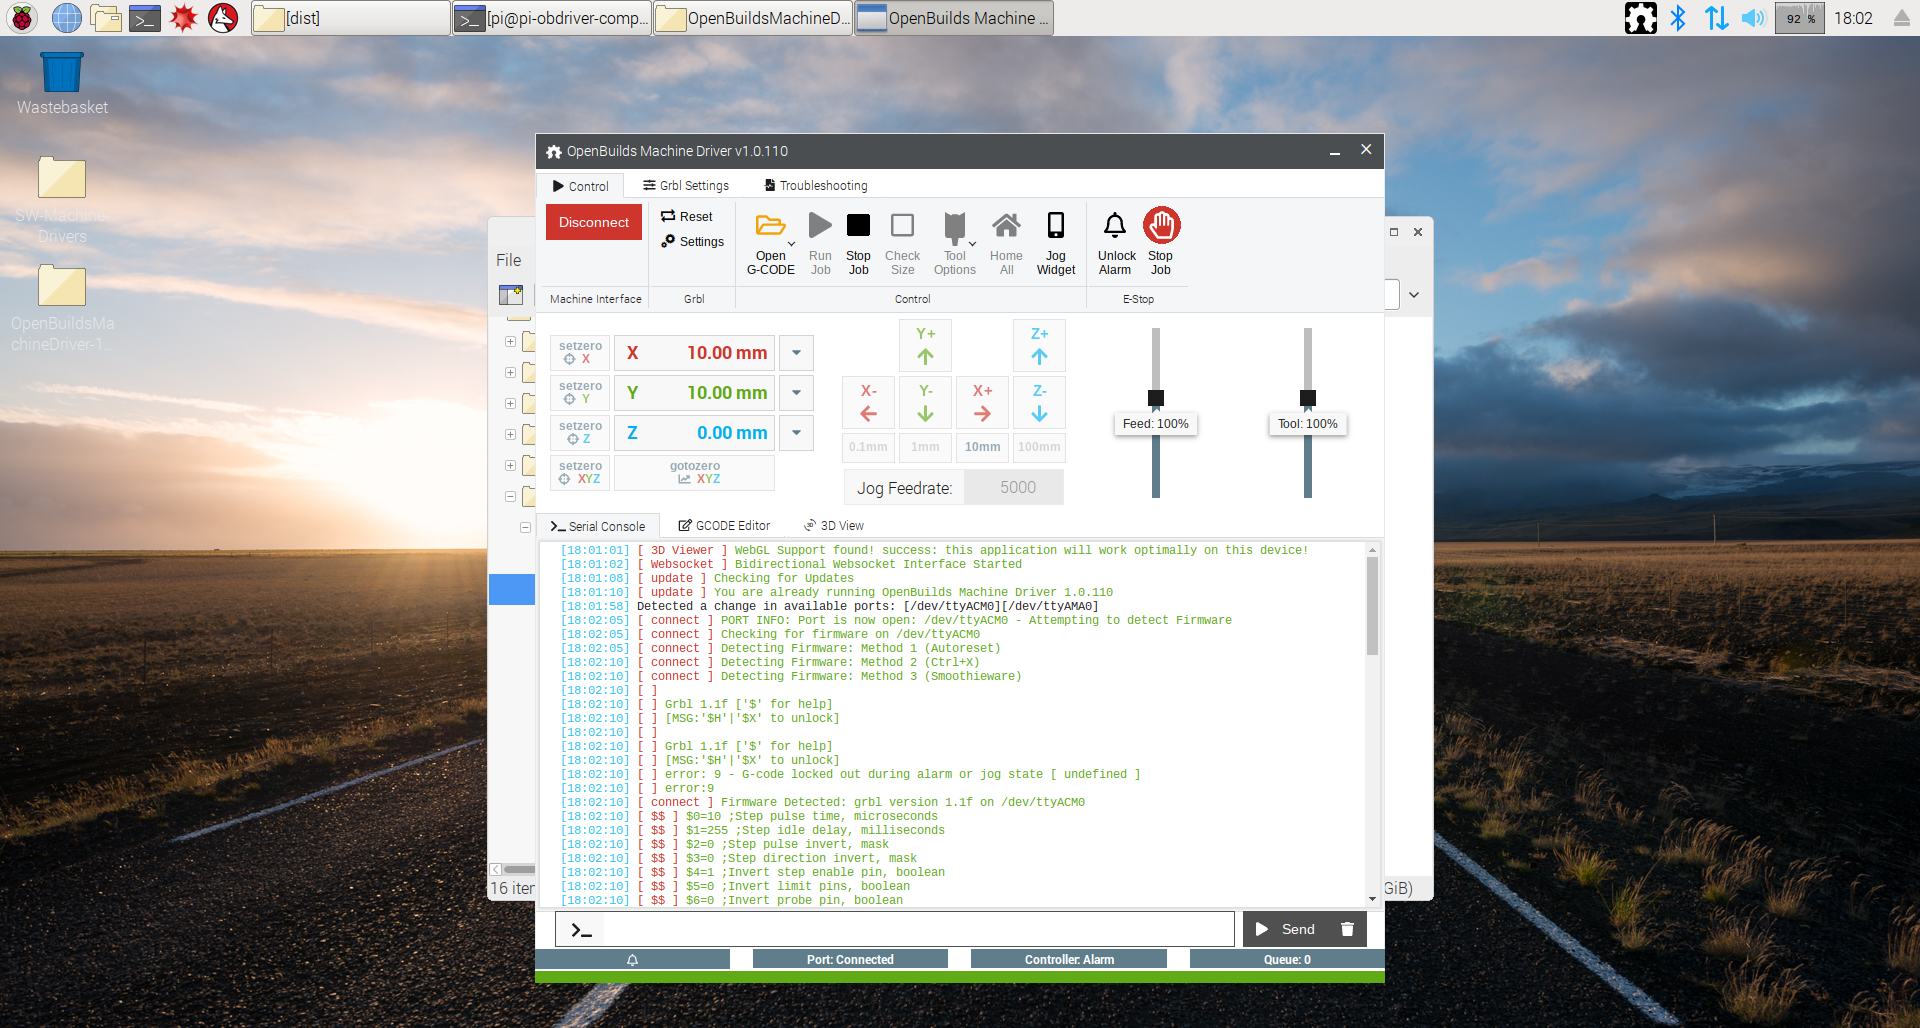 [dist]
[pi@pi-obdriver-comp...
OpenBuildsMachineD...
OpenBuilds Machine ...
92 %
18:02
Wastebasket
SW-Machine-
Drivers
OpenBuildsMa
chineDriver-1...
File
16 iter
GiB)
OpenBuilds Machine Driver v1.0.110
Control
Grbl Settings
Troubleshooting
Disconnect
Reset
Settings
Open
G-CODE
Run
Job
Stop
Job
Check
Size
Tool
Options
Home
All
Jog
Widget
Unlock
Alarm
Stop
Job
Machine Interface
Grbl
Control
E-Stop
setzero
X
X 10.00 mm
setzero
Y
Y 10.00 mm
setzero
Z
Z 0.00 mm
setzero
XYZ
gotozero
XYZ
Y+
Z+
X-
Y-
X+
Z-
0.1mm
1mm
10mm
100mm
Jog Feedrate: 5000
Feed: 100%
Tool: 100%
Serial Console
GCODE Editor
3D View
[18:01:01] [ 3D Viewer ] WebGL Support found! success: this application will work optimally on this device!
[18:01:02] [ Websocket ] Bidirectional Websocket Interface Started
[18:01:08] [ update ] Checking for Updates
[18:01:10] [ update ] You are already running OpenBuilds Machine Driver 1.0.110
[18:01:58] Detected a change in available ports: [/dev/ttyACM0][/dev/ttyAMA0]
[18:02:05] [ connect ] PORT INFO: Port is now open: /dev/ttyACM0 - Attempting to detect Firmware
[18:02:05] [ connect ] Checking for firmware on /dev/ttyACM0
[18:02:05] [ connect ] Detecting Firmware: Method 1 (Autoreset)
[18:02:10] [ connect ] Detecting Firmware: Method 2 (Ctrl+X)
[18:02:10] [ connect ] Detecting Firmware: Method 3 (Smoothieware)
[18:02:10] [ ]
[18:02:10] [ ] Grbl 1.1f ['$' for help]
[18:02:10] [ ] [MSG:'$H'|'$X' to unlock]
[18:02:10] [ ]
[18:02:10] [ ] Grbl 1.1f ['$' for help]
[18:02:10] [ ] [MSG:'$H'|'$X' to unlock]
[18:02:10] [ ] error: 9 - G-code locked out during alarm or jog state [ undefined ]
[18:02:10] [ ] error:9
[18:02:10] [ connect ] Firmware Detected: grbl version 1.1f on /dev/ttyACM0
[18:02:10] [ $$ ] $0=10 ;Step pulse time, microseconds
[18:02:10] [ $$ ] $1=255 ;Step idle delay, milliseconds
[18:02:10] [ $$ ] $2=0 ;Step pulse invert, mask
[18:02:10] [ $$ ] $3=0 ;Step direction invert, mask
[18:02:10] [ $$ ] $4=1 ;Invert step enable pin, boolean
[18:02:10] [ $$ ] $5=0 ;Invert limit pins, boolean
[18:02:10] [ $$ ] $6=0 ;Invert probe pin, boolean
Send
Port: Connected
Controller: Alarm
Queue: 0